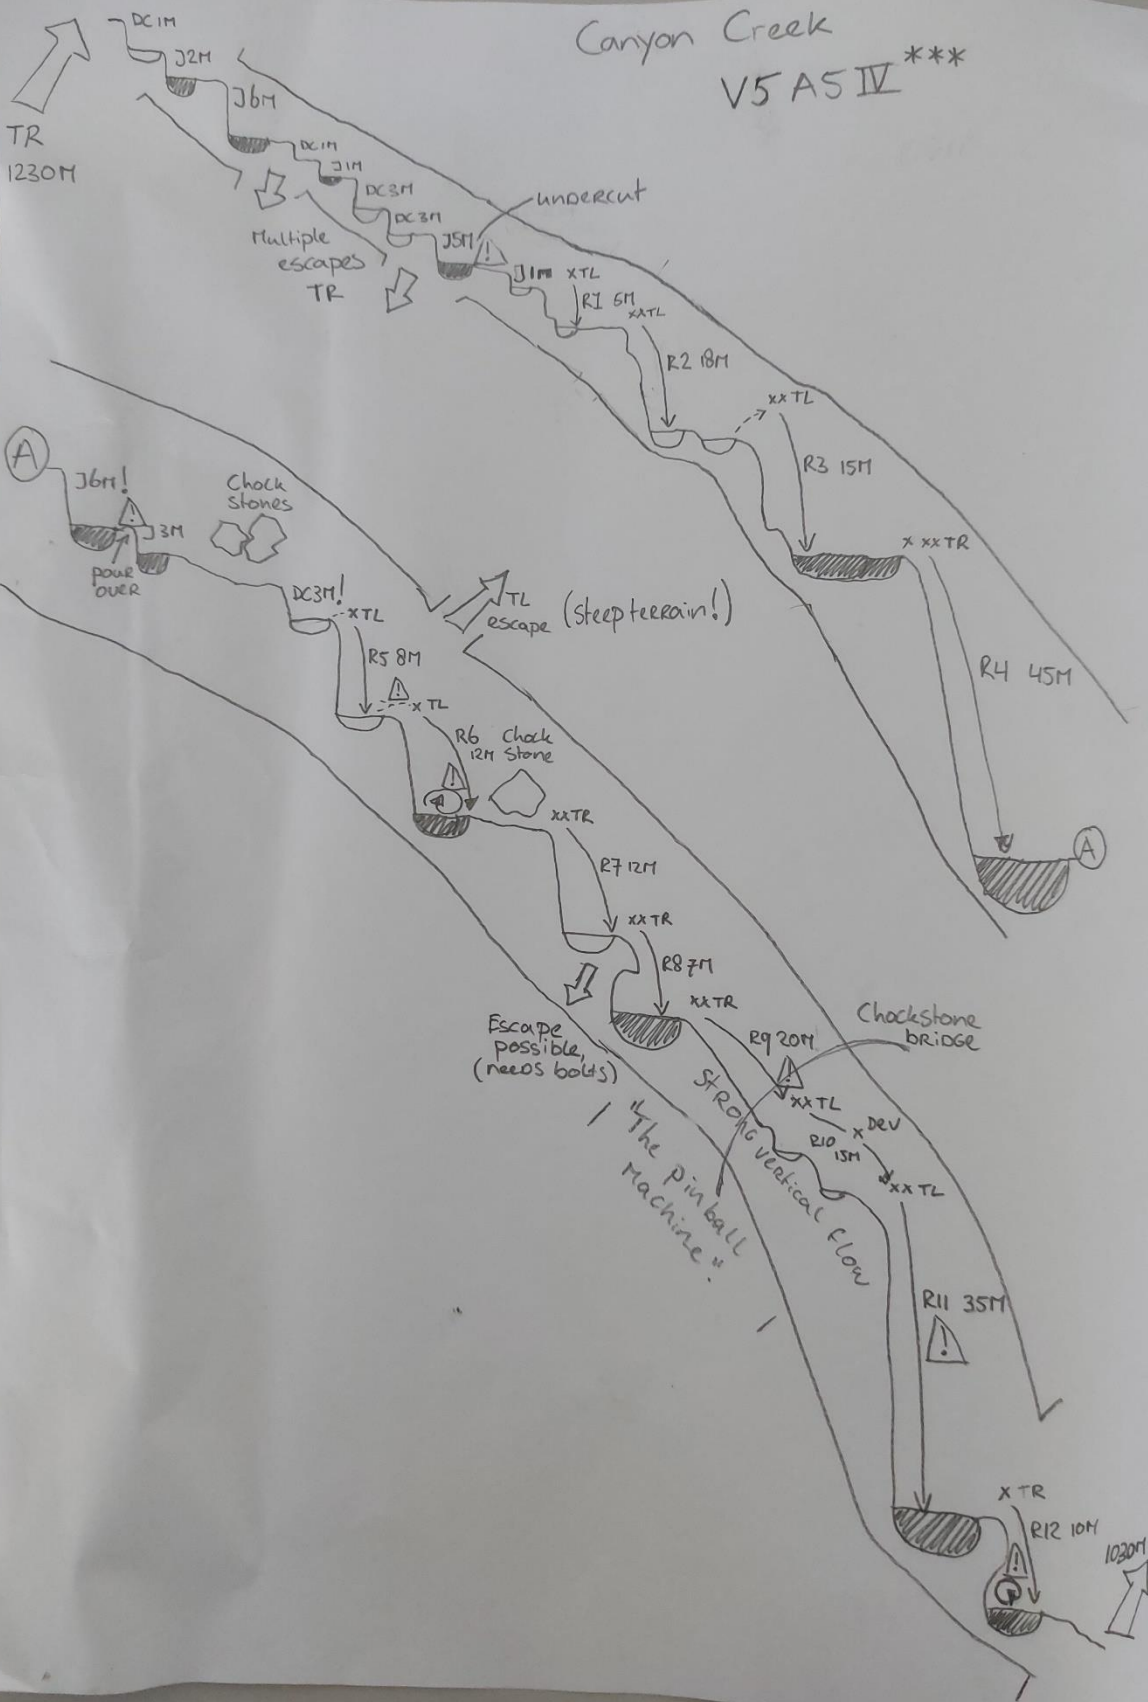 Canyon Creek
V5 A5 IV ***
TR
1230M
DC1M
J2M
J6M
DC1M
J1M
DC3M
DC3M
Multiple
escapes
TR
J5M
!
undercut
J1M
xTL
R1 6M
xxTL
R2 18M
xxTL
R3 15M
x xxTR
R4 45M
A
A
J6M!
!
J3M
pour
over
Chock
stones
DC3M!
xTL
TL
escape (steep terrain!)
R5 8M
!
xTL
R6
12M
Chock
Stone
!
xxTR
R7 12M
xxTR
R8 7M
Escape
possible,
(needs bolts)
xxTR
R9 20M
Chockstone
bridge
!
xxTL
x Dev
R10
15M
xxTL
Strong vertical flow
"The pinball
Machine".
R11 35M
!
xTR
R12 10M
!
1030M